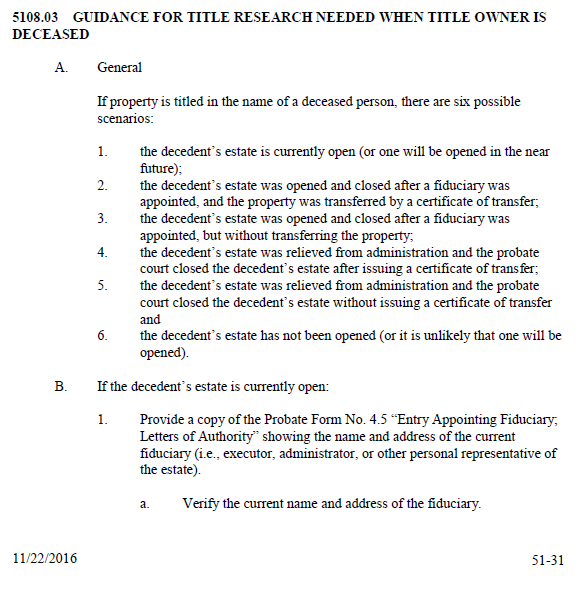 5108.03 GUIDANCE FOR TITLE RESEARCH NEEDED WHEN TITLE OWNER IS
DECEASED
A. General
If property is titled in the name of a deceased person, there are six possible
scenarios:
1. the decedent's estate is currently open (or one will be opened in the near
future);
2. the decedent's estate was opened and closed after a fiduciary was
appointed, and the property was transferred by a certificate of transfer;
3. the decedent's estate was opened and closed after a fiduciary was
appointed, but without transferring the property;
4. the decedent's estate was relieved from administration and the probate
court closed the decedent's estate after issuing a certificate of transfer;
5. the decedent's estate was relieved from administration and the probate
court closed the decedent's estate without issuing a certificate of transfer
and
6. the decedent's estate has not been opened (or it is unlikely that one will be
opened).
B. If the decedent's estate is currently open:
1. Provide a copy of the Probate Form No. 4.5 “Entry Appointing Fiduciary;
Letters of Authority” showing the name and address of the current
fiduciary (i.e., executor, administrator, or other personal representative of
the estate).
a. Verify the current name and address of the fiduciary.
11/22/2016
51-31